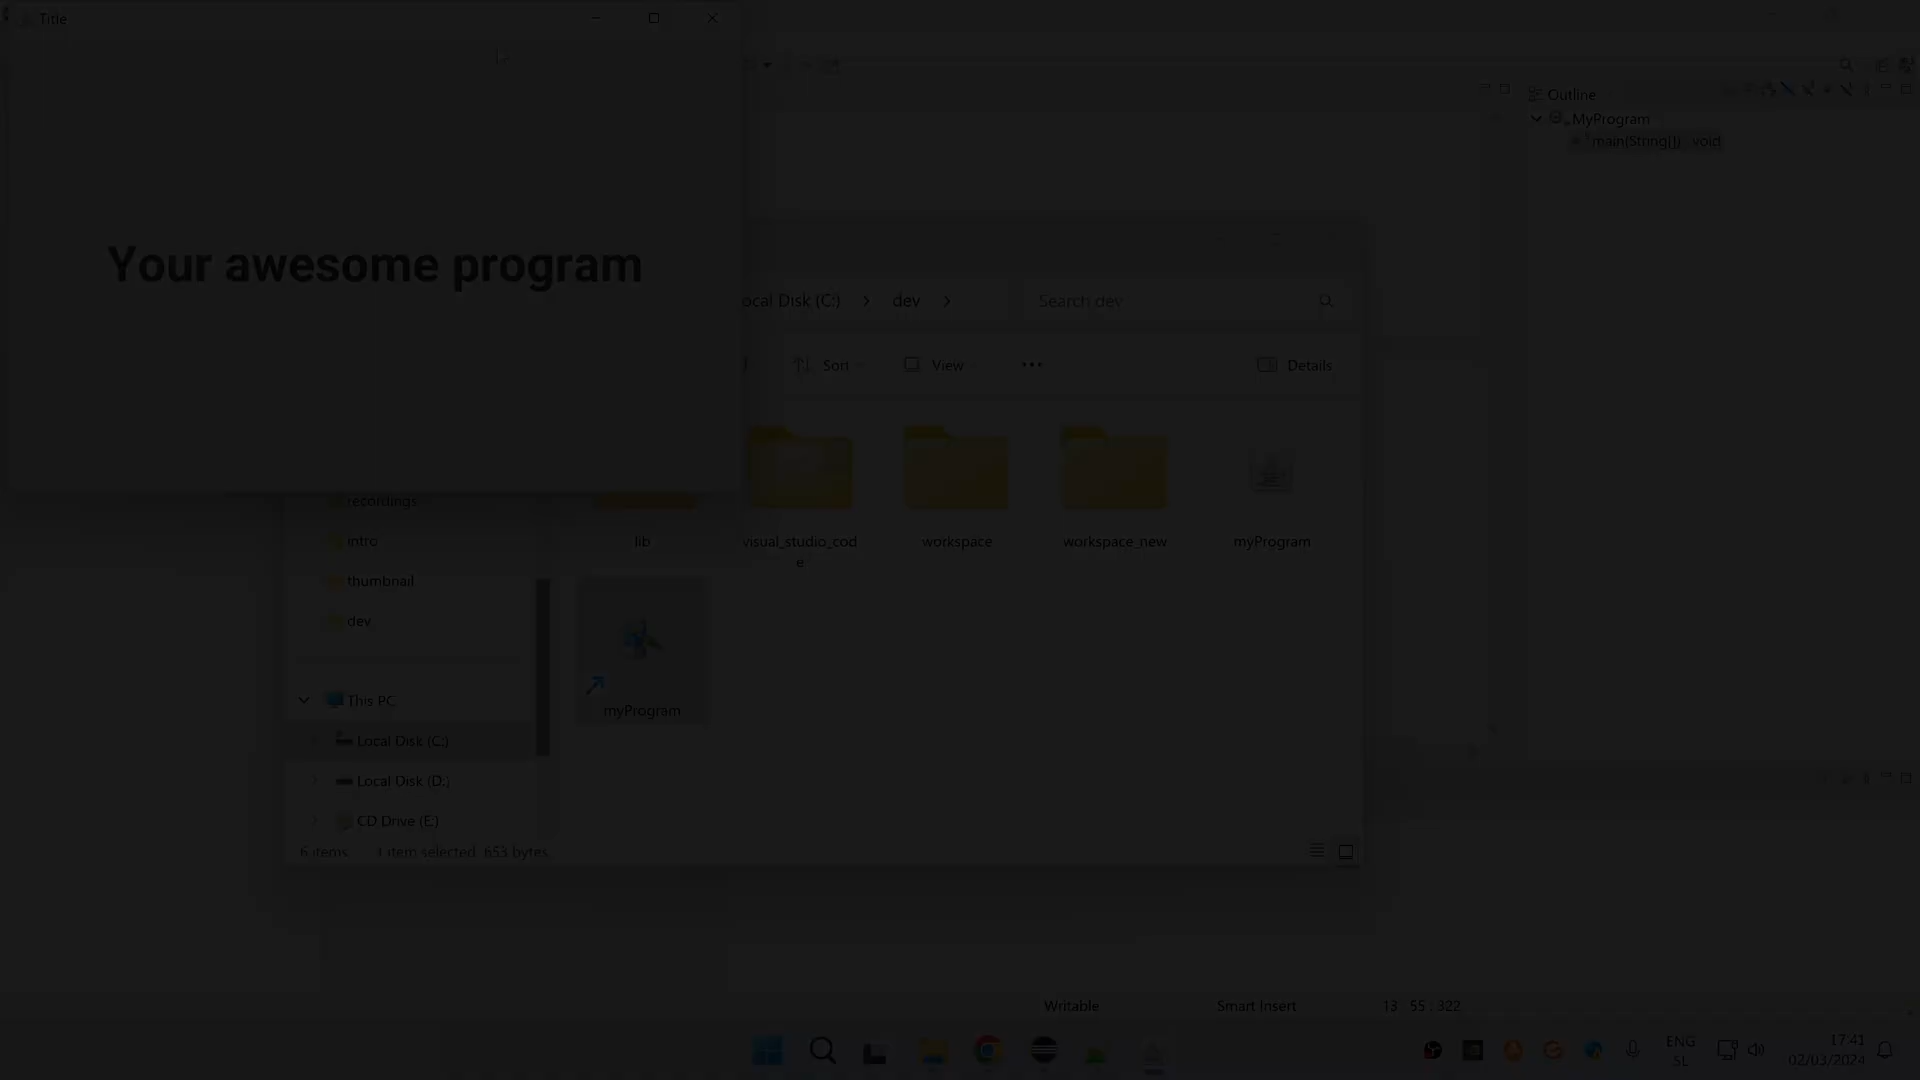 Title
Outline
MyProgram
main(String[]) : void
Your awesome program
ocal Disk (C:) > dev >
Search dev
Sort
View
Details
recordings
intro
thumbnail
dev
This PC
Local Disk (C:)
Local Disk (D:)
CD Drive (E:)
lib
visual_studio_cod
e
workspace
workspace_new
myProgram
myProgram
6 items
1 item selected 653 bytes
Writable
Smart Insert
13 : 55 : 322
ENG
SL
17:41
02/03/2024